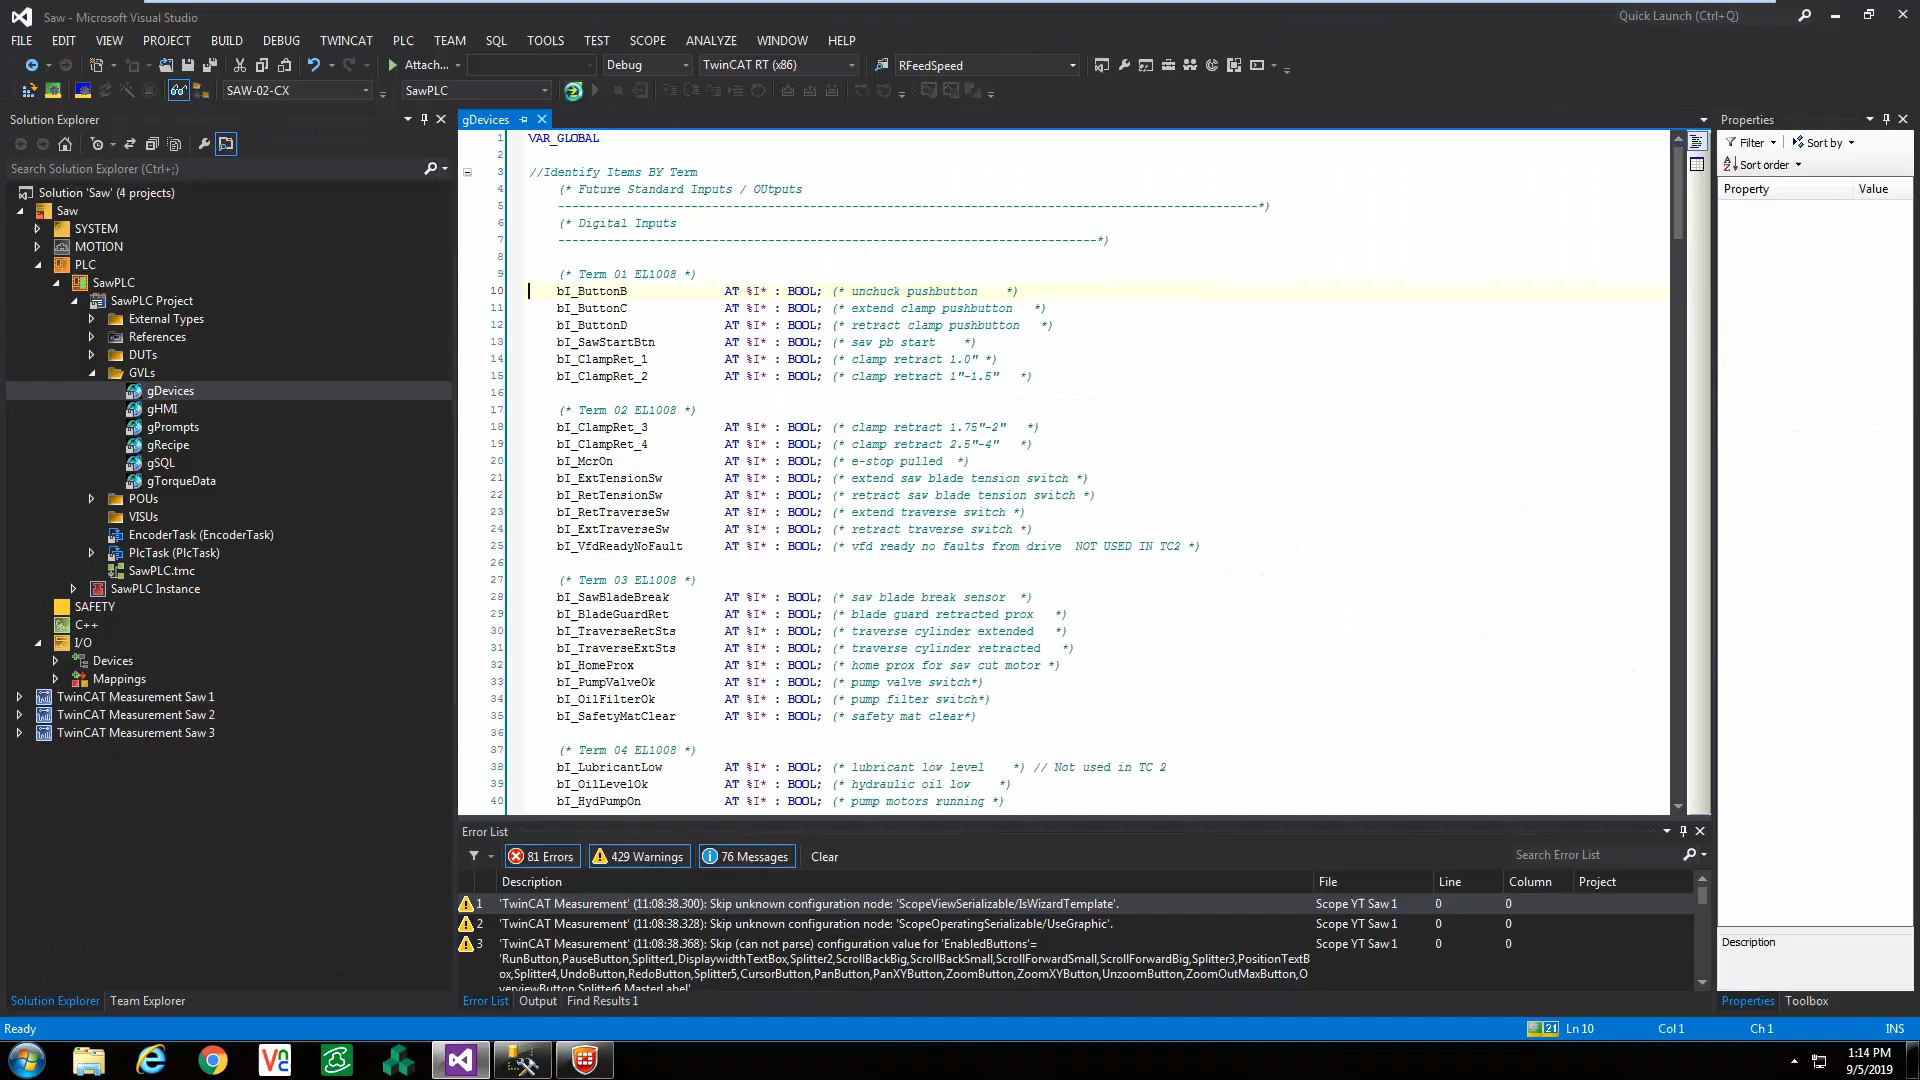 Saw - Microsoft Visual Studio
Quick Launch (Ctrl+Q)
FILE EDIT VIEW PROJECT BUILD DEBUG TWINCAT PLC TEAM SQL TOOLS TEST SCOPE ANALYZE WINDOW HELP
Attach... Debug TwinCAT RT (x86) RFeedSpeed
SAW-02-CX SawPLC
Solution Explorer
Search Solution Explorer (Ctrl+;)
Solution 'Saw' (4 projects)
Saw
SYSTEM
MOTION
PLC
SawPLC
SawPLC Project
External Types
References
DUTs
GVLs
gDevices
gHMI
gPrompts
gRecipe
gSQL
gTorqueData
POUs
VISUs
EncoderTask (EncoderTask)
PlcTask (PlcTask)
SawPLC.tmc
SawPLC Instance
SAFETY
C++
I/O
Devices
Mappings
TwinCAT Measurement Saw 1
TwinCAT Measurement Saw 2
TwinCAT Measurement Saw 3
Solution Explorer Team Explorer
gDevices
1 VAR_GLOBAL
2
3 //Identify Items BY Term
4 (* Future Standard Inputs / OUtputs
5 ----------------------------------------------------------------------------------------------------*)
6 (* Digital Inputs
7 -----------------------------------------------------------------------------*)
8
9 (* Term 01 EL1008 *)
10 bI_ButtonB AT %I* : BOOL; (* unchuck pushbutton *)
11 bI_ButtonC AT %I* : BOOL; (* extend clamp pushbutton *)
12 bI_ButtonD AT %I* : BOOL; (* retract clamp pushbutton *)
13 bI_SawStartBtn AT %I* : BOOL; (* saw pb start *)
14 bI_ClampRet_1 AT %I* : BOOL; (* clamp retract 1.0" *)
15 bI_ClampRet_2 AT %I* : BOOL; (* clamp retract 1"-1.5" *)
16
17 (* Term 02 EL1008 *)
18 bI_ClampRet_3 AT %I* : BOOL; (* clamp retract 1.75"-2" *)
19 bI_ClampRet_4 AT %I* : BOOL; (* clamp retract 2.5"-4" *)
20 bI_McrOn AT %I* : BOOL; (* e-stop pulled *)
21 bI_ExtTensionSw AT %I* : BOOL; (* extend saw blade tension switch *)
22 bI_RetTensionSw AT %I* : BOOL; (* retract saw blade tension switch *)
23 bI_RetTraverseSw AT %I* : BOOL; (* extend traverse switch *)
24 bI_ExtTraverseSw AT %I* : BOOL; (* retract traverse switch *)
25 bI_VfdReadyNoFault AT %I* : BOOL; (* vfd ready no faults from drive NOT USED IN TC2 *)
26
27 (* Term 03 EL1008 *)
28 bI_SawBladeBreak AT %I* : BOOL; (* saw blade break sensor *)
29 bI_BladeGuardRet AT %I* : BOOL; (* blade guard retracted prox *)
30 bI_TraverseRetSts AT %I* : BOOL; (* traverse cylinder extended *)
31 bI_TraverseExtSts AT %I* : BOOL; (* traverse cylinder retracted *)
32 bI_HomeProx AT %I* : BOOL; (* home prox for saw cut motor *)
33 bI_PumpValveOk AT %I* : BOOL; (* pump valve switch*)
34 bI_OilFilterOk AT %I* : BOOL; (* pump filter switch*)
35 bI_SafetyMatClear AT %I* : BOOL; (* safety mat clear*)
36
37 (* Term 04 EL1008 *)
38 bI_LubricantLow AT %I* : BOOL; (* lubricant low level *) // Not used in TC 2
39 bI_OilLevelOk AT %I* : BOOL; (* hydraulic oil low *)
40 bI_HydPumpOn AT %I* : BOOL; (* pump motors running *)
Error List
81 Errors 429 Warnings 76 Messages Clear Search Error List
Description File Line Column Project
1 'TwinCAT Measurement' (11:08:38.300): Skip unknown configuration node: 'ScopeViewSerializable/IsWizardTemplate'. Scope YT Saw 1 0 0
2 'TwinCAT Measurement' (11:08:38.328): Skip unknown configuration node: 'ScopeOperatingSerializable/UseGraphic'. Scope YT Saw 1 0 0
3 'TwinCAT Measurement' (11:08:38.368): Skip (can not parse) configuration value for 'EnabledButtons'= Scope YT Saw 1 0 0
'RunButton,PauseButton,Splitter1,DisplaywidthTextBox,Splitter2,ScrollBackBig,ScrollBackSmall,ScrollForwardSmall,ScrollForwardBig,Splitter3,PositionTextB
ox,Splitter4,UndoButton,RedoButton,Splitter5,CursorButton,PanButton,PanXYButton,ZoomButton,ZoomXYButton,UnzoomButton,ZoomOutMaxButton,O
verviewButton,Splitter6,MasterLabel'
Error List Output Find Results 1
Properties
Filter Sort by
Sort order
Property Value
Description
Properties Toolbox
Ready 21 Ln 10 Col 1 Ch 1 INS
1:14 PM
9/5/2019